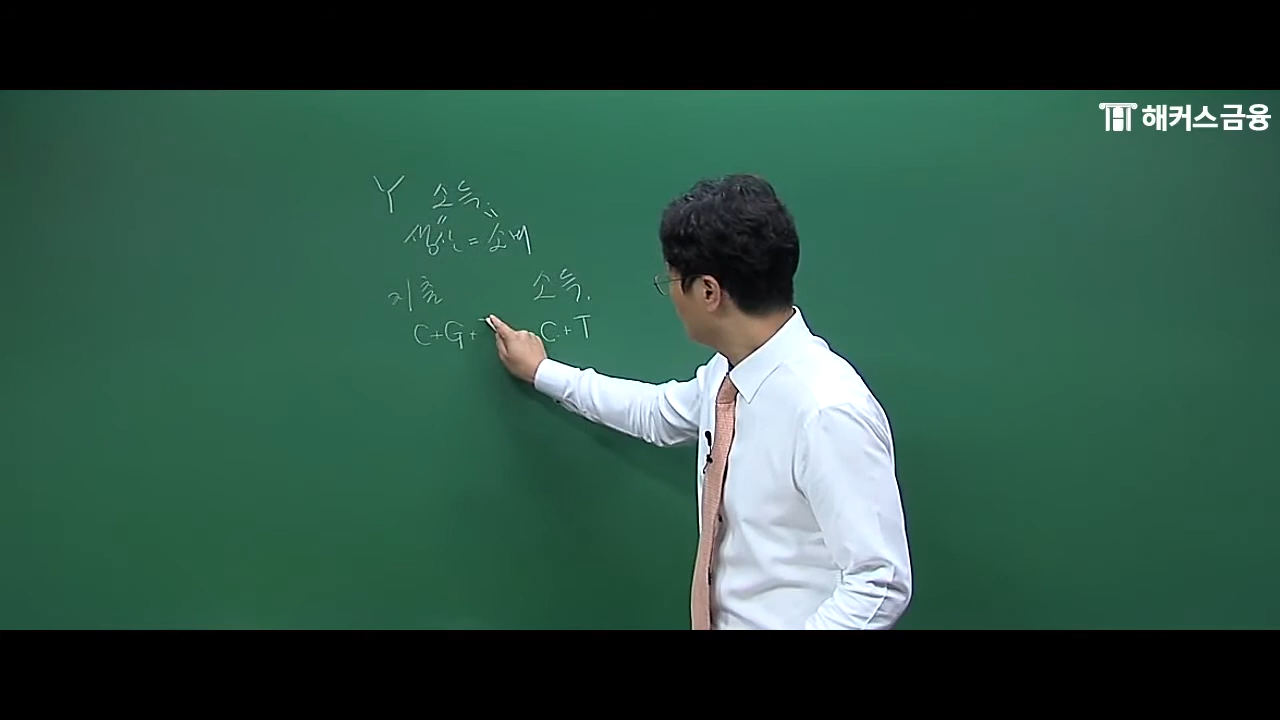 해커스금융
Y 소득
생산 = 소비
지출 소득.
C+G+ C+T